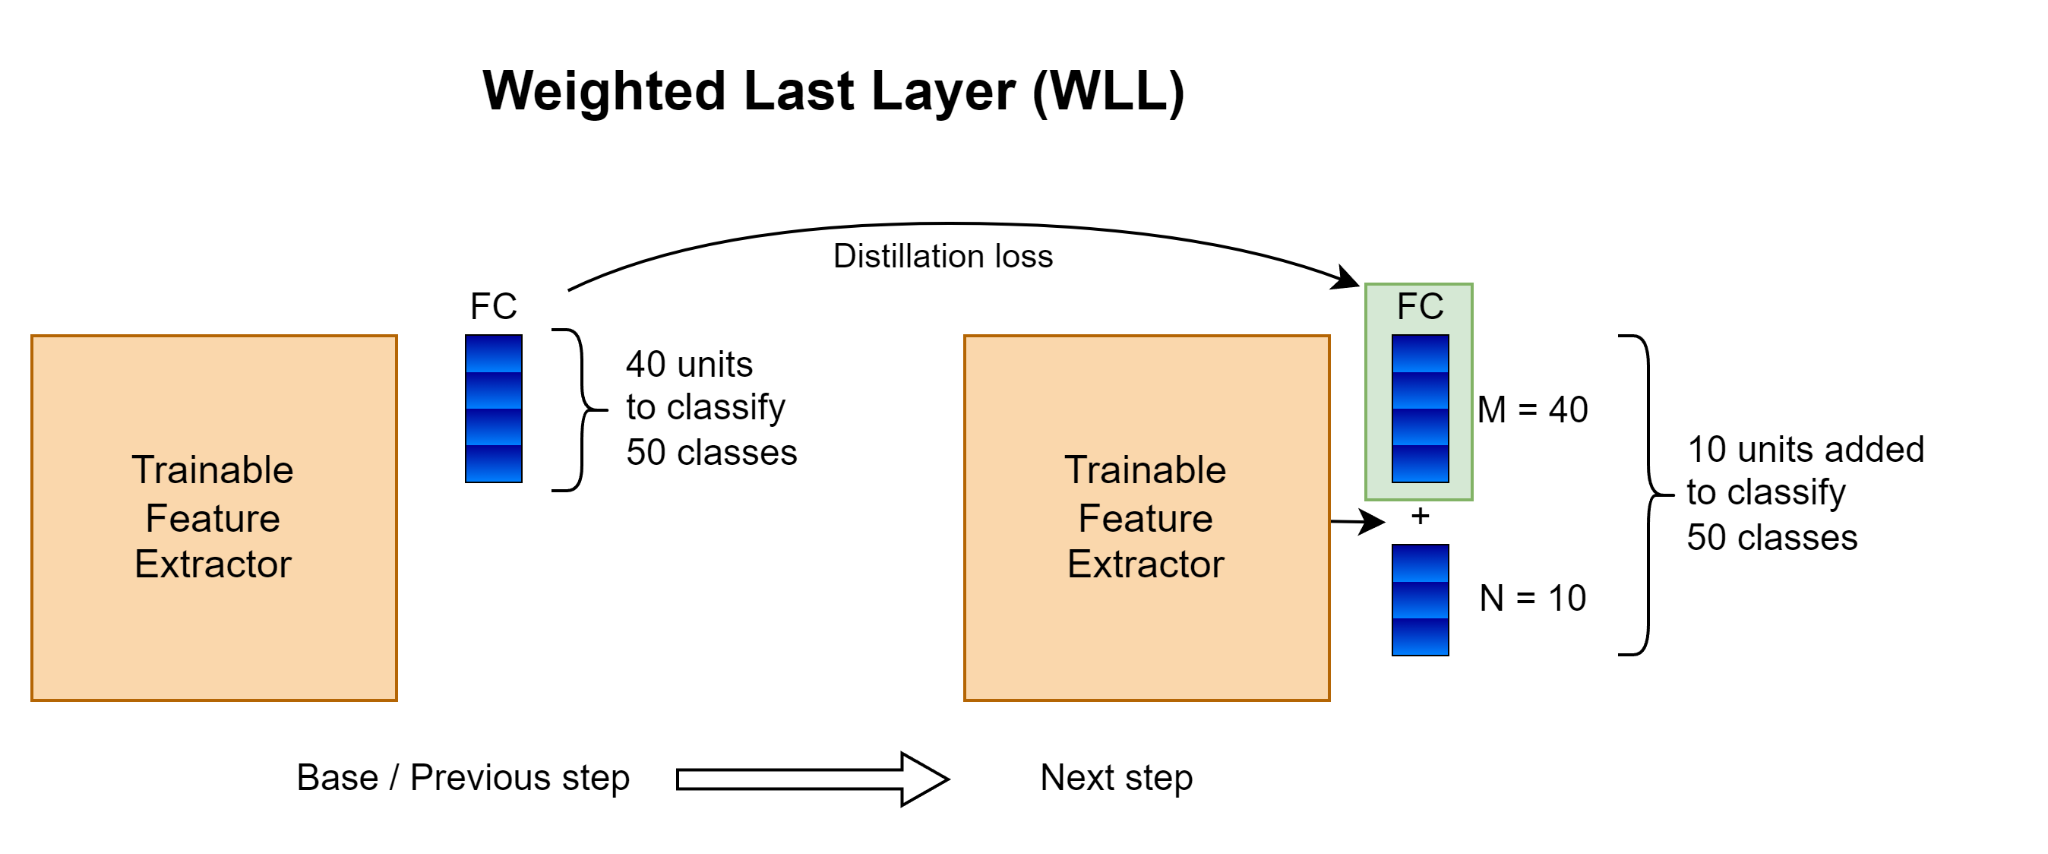 Weighted Last Layer (WLL)
Distillation loss
FC
40 units
to classify
50 classes
Trainable
Feature
Extractor
Trainable
Feature
Extractor
FC
M = 40
+
N = 10
10 units added
to classify
50 classes
Base / Previous step
Next step